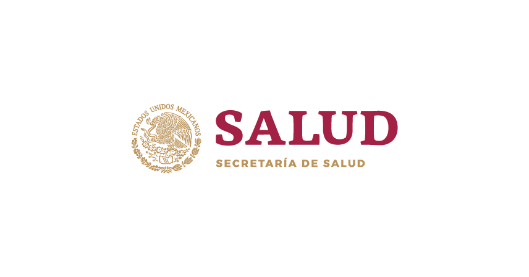 ESTADOS UNIDOS MEXICANOS
SALUD
SECRETARÍA DE SALUD